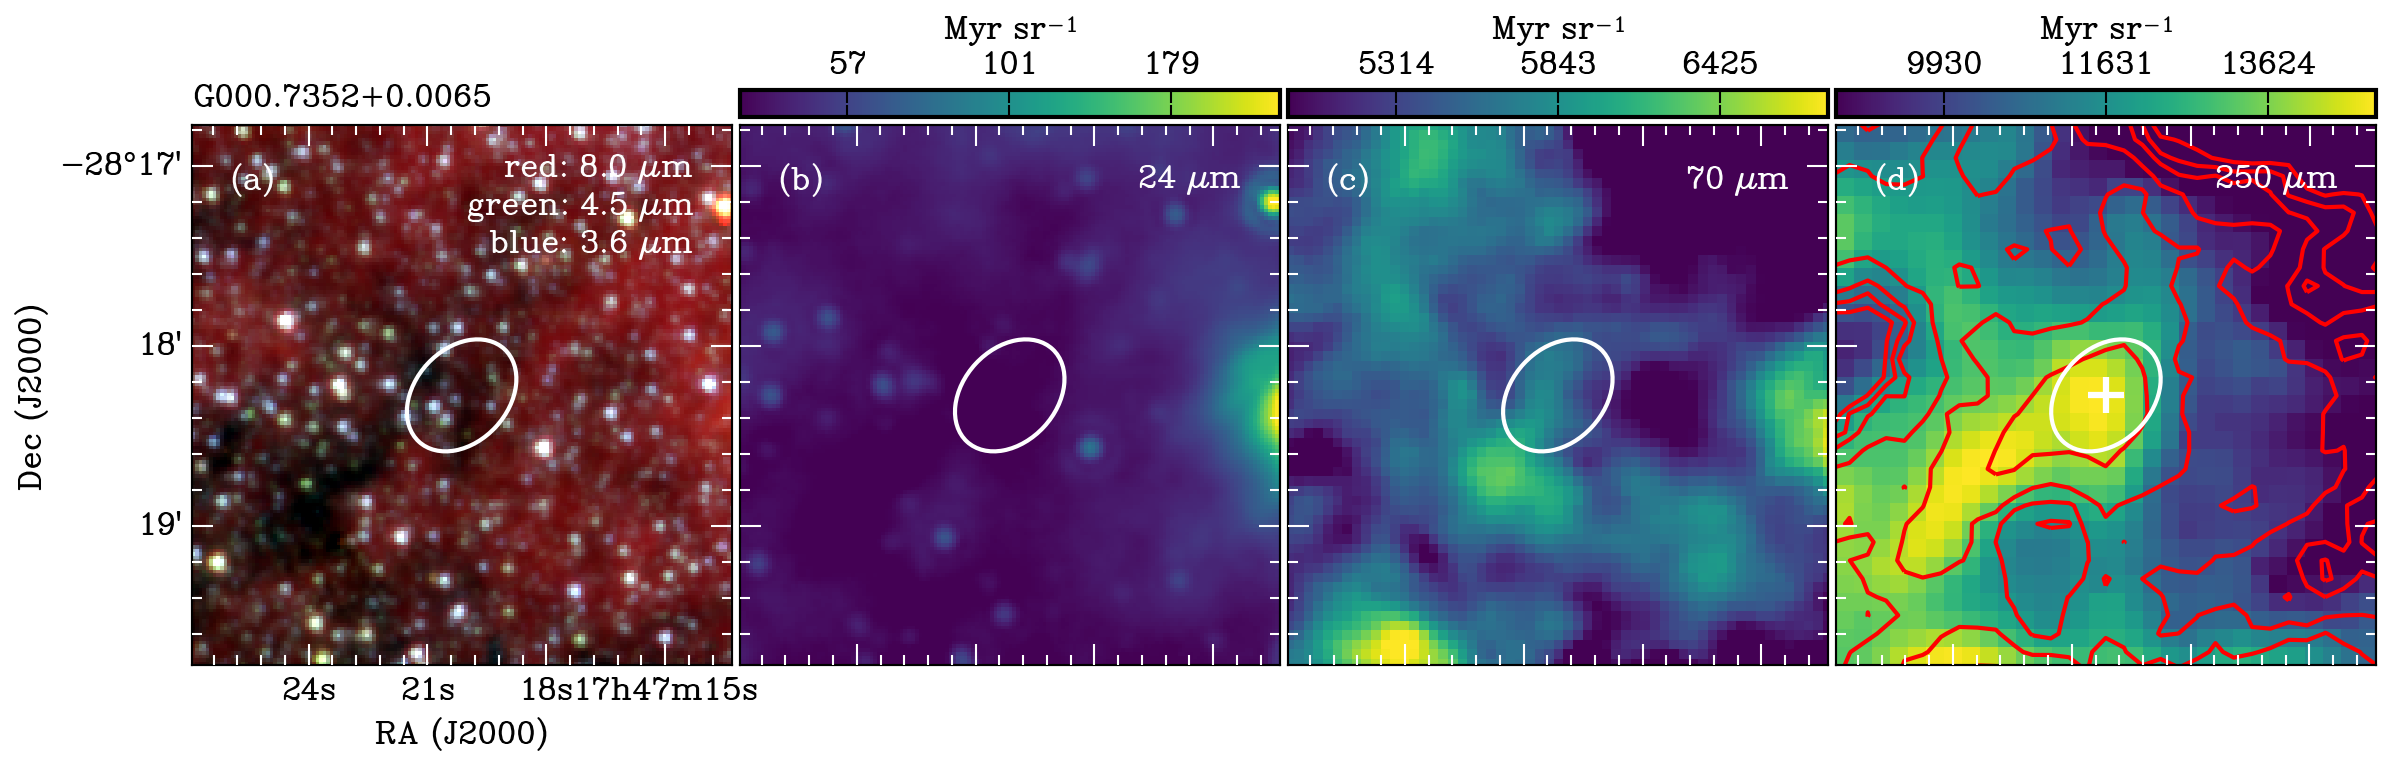 Myr sr⁻¹ Myr sr⁻¹ Myr sr⁻¹
57 101 179 5314 5843 6425 9930 11631 13624
G000.7352+0.0065
(a) red: 8.0 μm
green: 4.5 μm
blue: 3.6 μm
(b) 24 μm
(c) 70 μm
(d) 250 μm
−28°17'
18'
19'
Dec (J2000)
24s 21s 18s17h47m15s
RA (J2000)